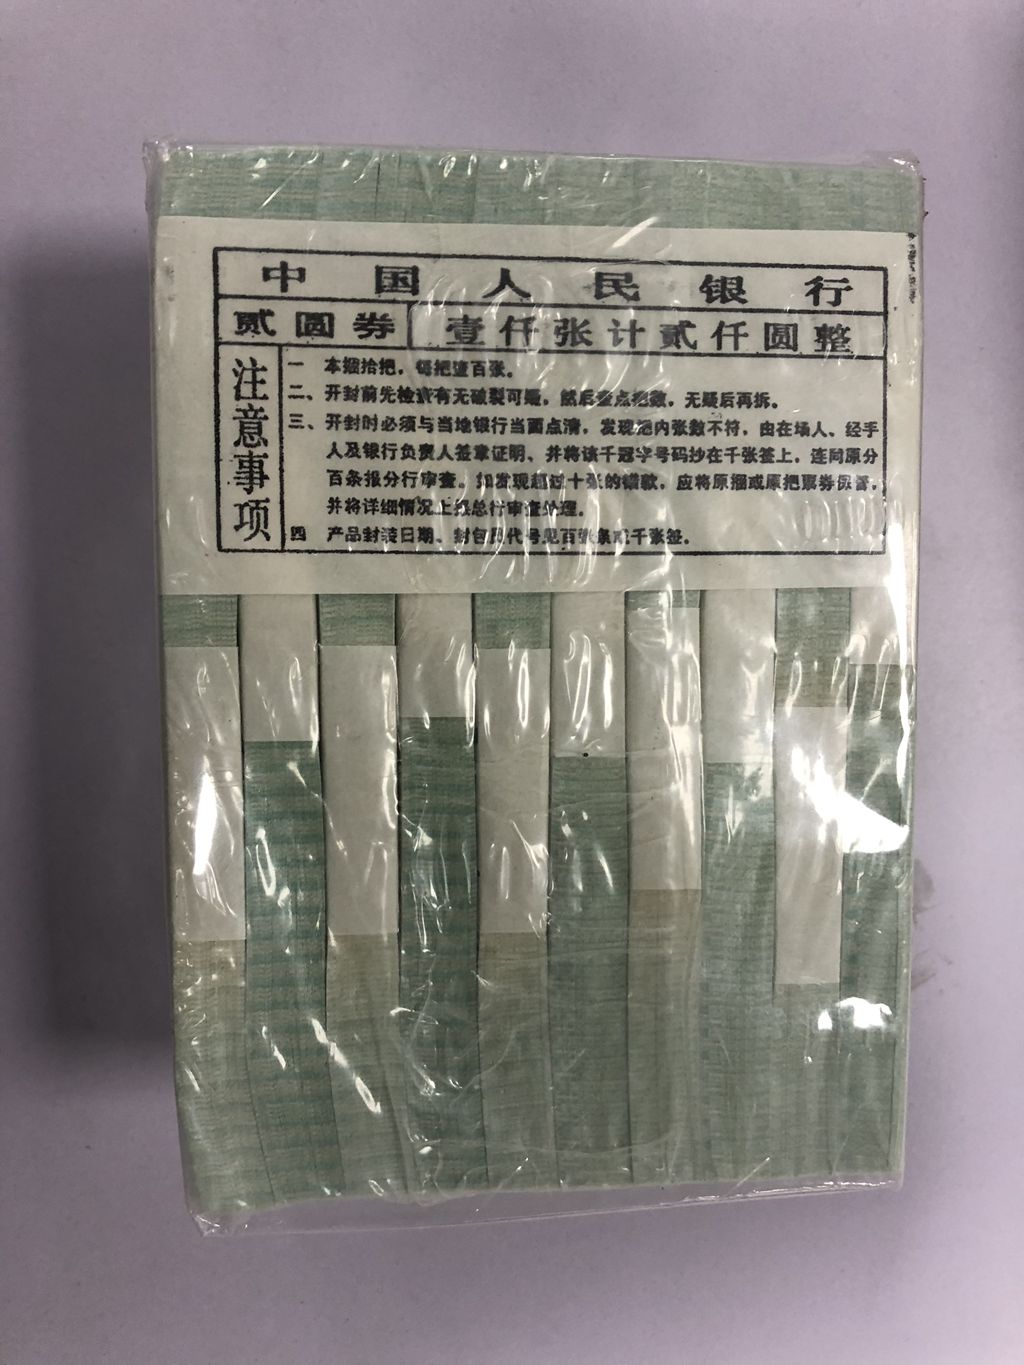 中国人民银行
贰圆券 壹仟张计贰仟圆整
注意事项
一 本捆拾把，每把壹百张。
二、开封前先检查有无破裂可疑，然后查点把数，无疑后再拆。
三、开封时必须与当地银行当面点清，发现把内张数不符，由在场人、经手
人及银行负责人签章证明、并将该千冠字号码抄在千张签上，连同原分
百条报分行审查。如发现超过十张的错款，应将原捆或原把票券保留，
并将详细情况上报总行审查处理。
四 产品封装日期、封包员代号见百张条或千张签。